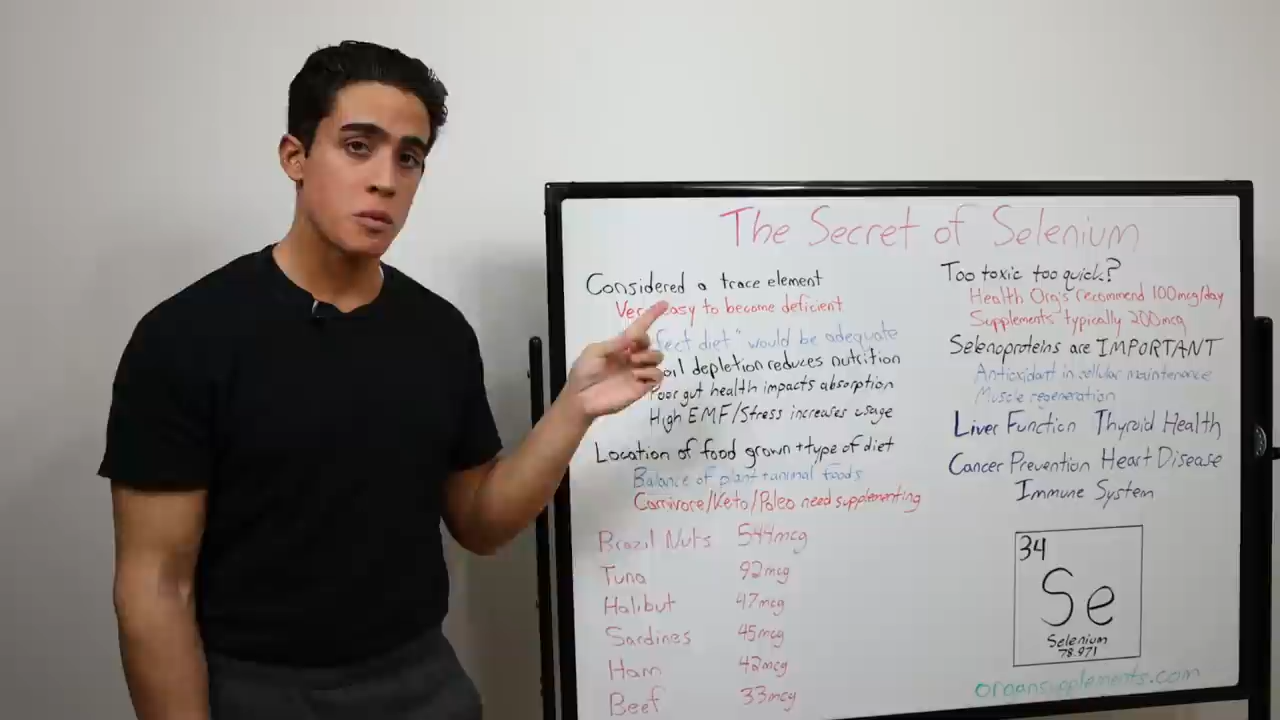 The Secret of Selenium
Considered a trace element
Very easy to become deficient
diet" would be adequate
Soil depletion reduces nutrition
Poor gut health impacts absorption
High EMF/Stress increases usage
Location of food grown + type of diet
Balance of plant + animal foods
Carnivore/Keto/Paleo need supplementing
Brazil Nuts 544mcg
Tuna 92mcg
Halibut 47mcg
Sardines 45mcg
Ham 42mcg
Beef 33mcg
Too toxic too quick?
Health Org's recommend 100mcg/day
Supplements typically 200mcg
Selenoproteins are IMPORTANT
Antioxidant in cellular maintenance
Muscle regeneration
Liver Function Thyroid Health
Cancer Prevention Heart Disease
Immune System
34
Se
Selenium
78.971
organsupplements.com